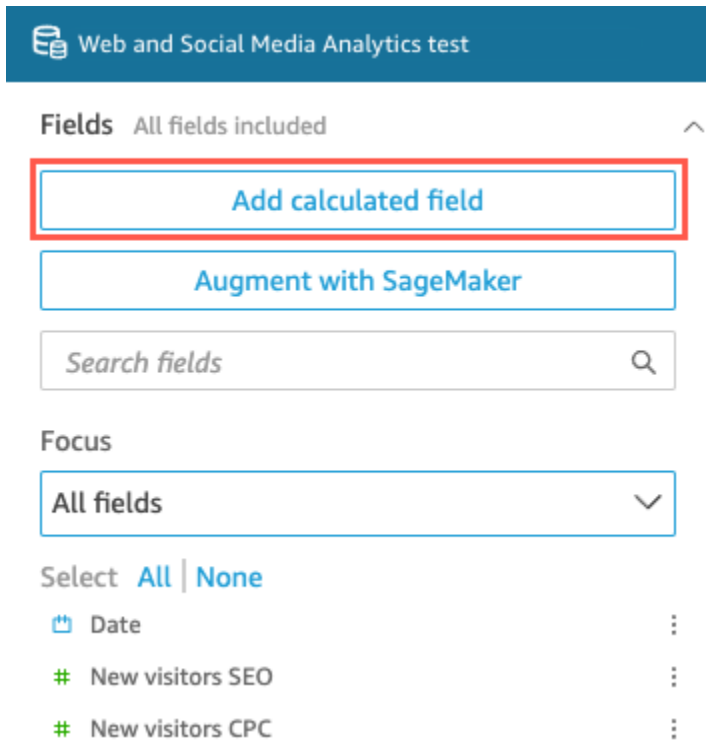 Web and Social Media Analytics test
Fields All fields included
Add calculated field
Augment with SageMaker
Search fields
Focus
All fields
Select All | None
Date
# New visitors SEO
# New visitors CPC